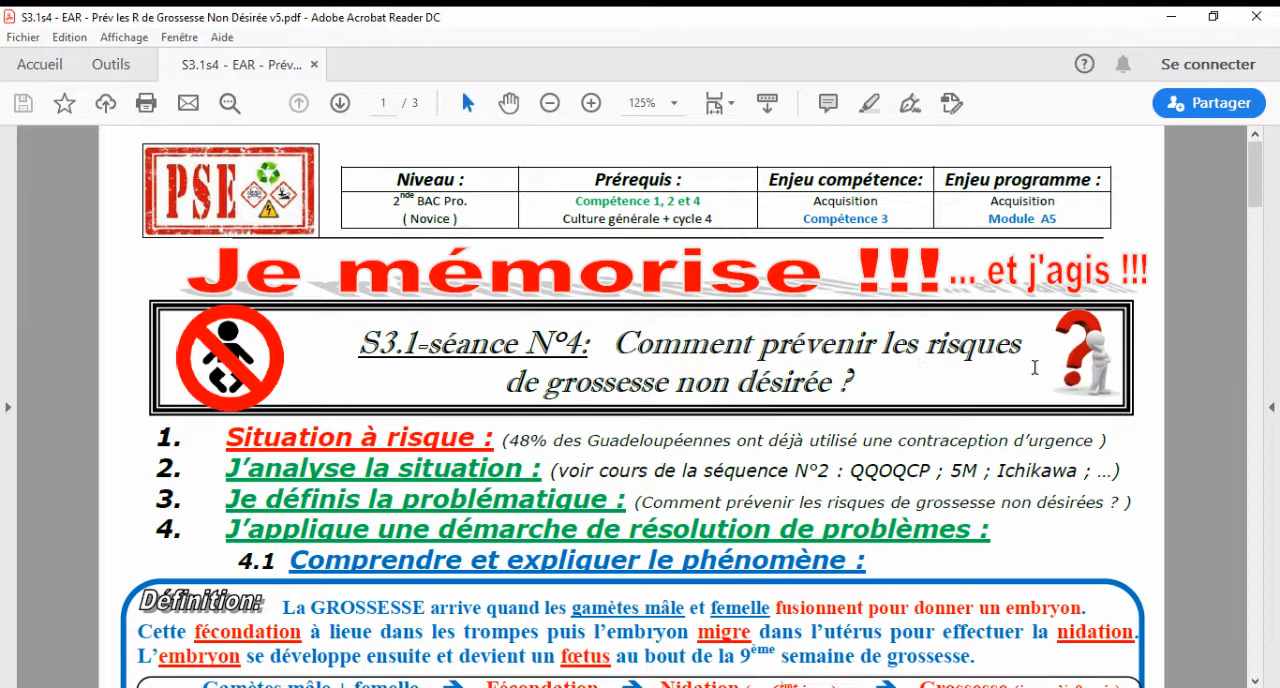 S3.1s4 - EAR - Prév les R de Grossesse Non Désirée v5.pdf - Adobe Acrobat Reader DC
Fichier Edition Affichage Fenêtre Aide
Accueil Outils S3.1s4 - EAR - Prév... × Se connecter
1 / 3 125% Partager
PSE
Niveau : Prérequis : Enjeu compétence: Enjeu programme :
2nde BAC Pro. Compétence 1, 2 et 4 Acquisition Acquisition
( Novice ) Culture générale + cycle 4 Compétence 3 Module A5
Je mémorise !!! ... et j'agis !!!
S3.1-séance N°4: Comment prévenir les risques
de grossesse non désirée ?
1. Situation à risque : (48% des Guadeloupéennes ont déjà utilisé une contraception d’urgence )
2. J’analyse la situation : (voir cours de la séquence N°2 : QQOQCP ; 5M ; Ichikawa ; …)
3. Je définis la problématique : (Comment prévenir les risques de grossesse non désirées ? )
4. J’applique une démarche de résolution de problèmes :
4.1 Comprendre et expliquer le phénomène :
Définition: La GROSSESSE arrive quand les gamètes mâle et femelle fusionnent pour donner un embryon.
Cette fécondation à lieue dans les trompes puis l’embryon migre dans l’utérus pour effectuer la nidation.
L’embryon se développe ensuite et devient un fœtus au bout de la 9ème semaine de grossesse.
Gamètes mâle + femelle → Fécondation → Nidation → Grossesse